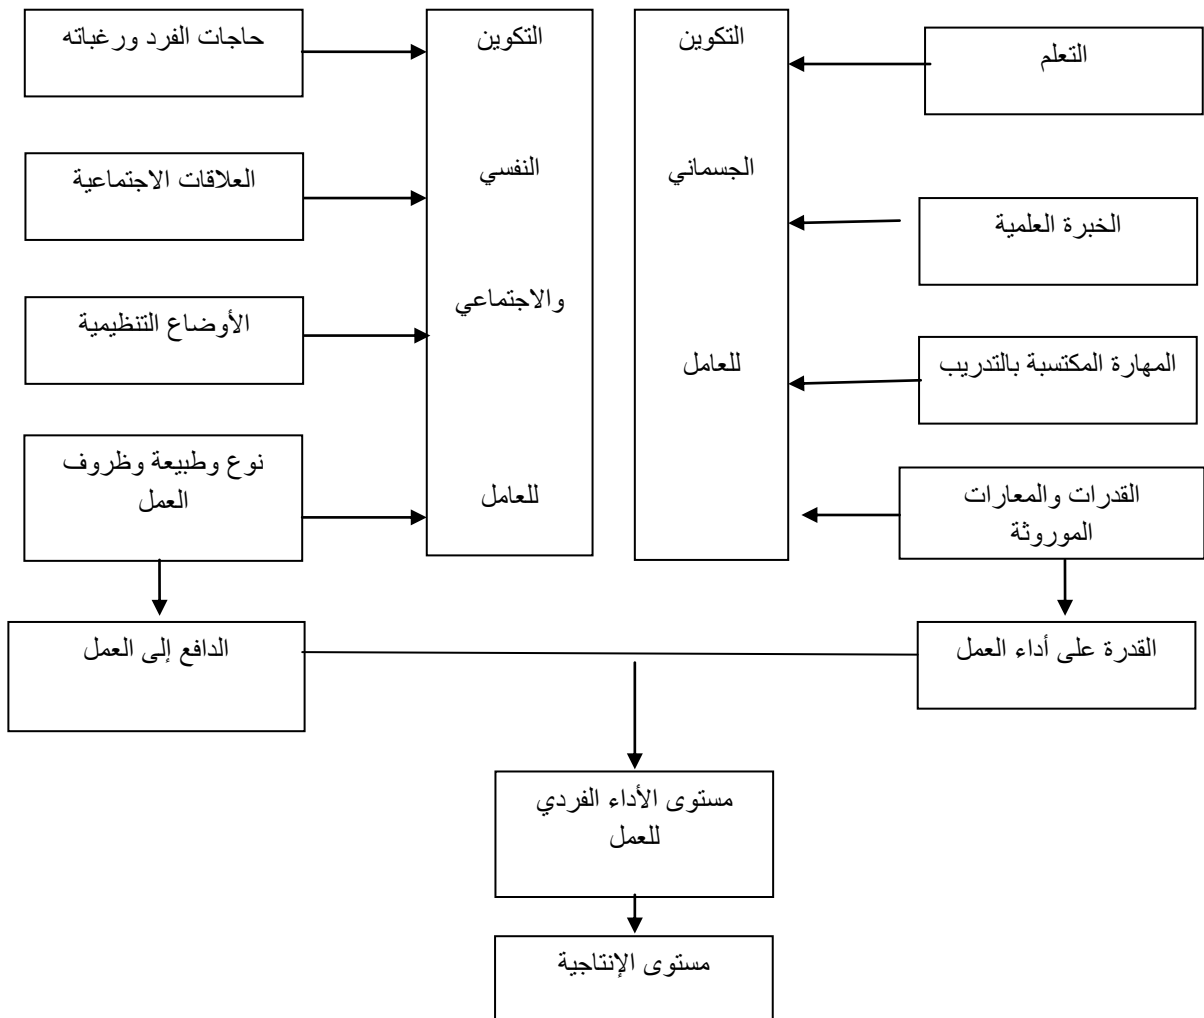 التعلم
الخبرة العلمية
المهارة المكتسبة بالتدريب
القدرات والمعارات
الموروثة
القدرة على أداء العمل
التكوين
الجسماني
للعامل
التكوين
النفسي
والاجتماعي
للعامل
حاجات الفرد ورغباته
العلاقات الاجتماعية
الأوضاع التنظيمية
نوع وطبيعة وظروف
العمل
الدافع إلى العمل
مستوى الأداء الفردي
للعمل
مستوى الإنتاجية